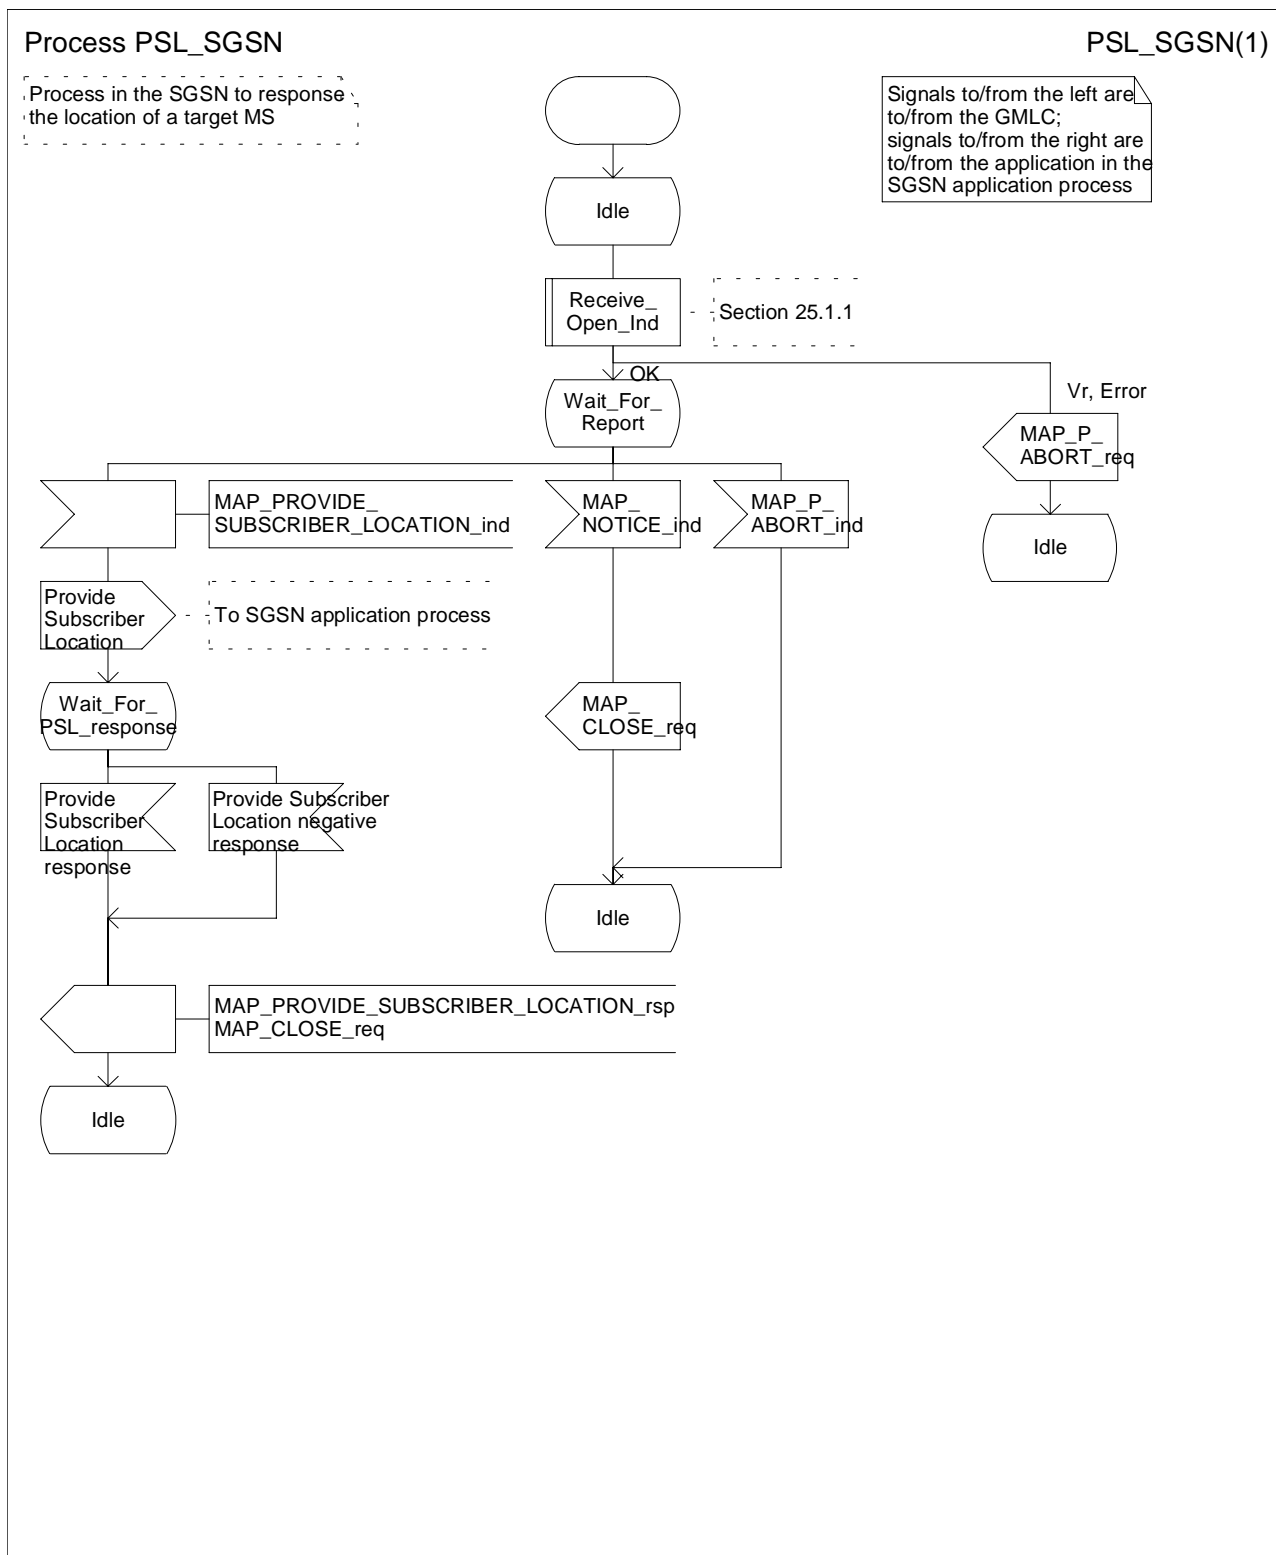 Process PSL_SGSN
PSL_SGSN(1)
Process in the SGSN to response
the location of a target MS
Signals to/from the left are
to/from the GMLC;
signals to/from the right are
to/from the application in the
SGSN application process
Idle
Receive_
Open_Ind
Section 25.1.1
OK
Vr, Error
Wait_For_
Report
MAP_P_
ABORT_req
Idle
MAP_PROVIDE_
SUBSCRIBER_LOCATION_ind
MAP_
NOTICE_ind
MAP_P_
ABORT_ind
Provide
Subscriber
Location
To SGSN application process
Wait_For_
PSL_response
MAP_
CLOSE_req
Provide
Subscriber
Location
response
Provide Subscriber
Location negative
response
Idle
MAP_PROVIDE_SUBSCRIBER_LOCATION_rsp
MAP_CLOSE_req
Idle